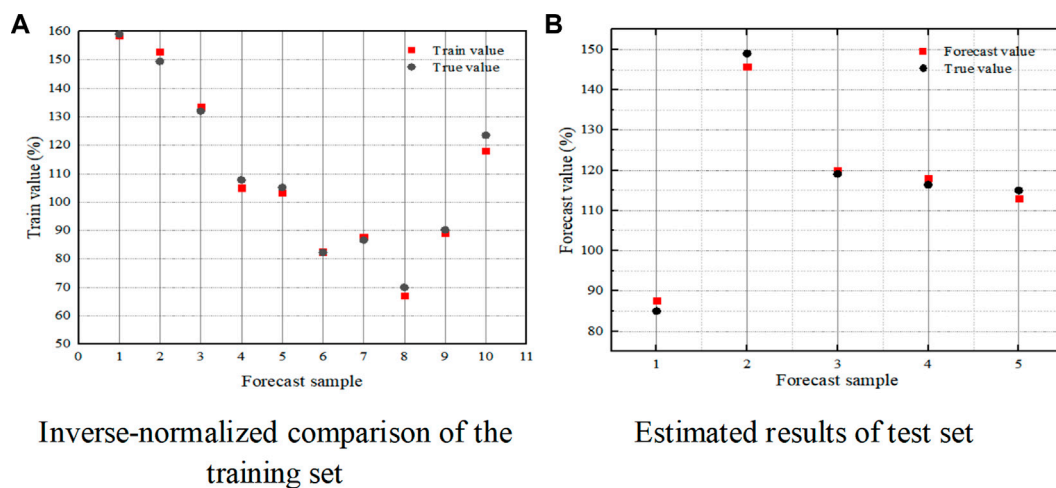 A
160
150
140
130
120
110
100
90
80
70
60
50
Train value (%)
Train value
True value
0 1 2 3 4 5 6 7 8 9 10 11
Forecast sample
Inverse-normalized comparison of the
training set
B
150
140
130
120
110
100
90
80
Forecast value (%)
Forecast value
True value
1 2 3 4 5
Forecast sample
Estimated results of test set